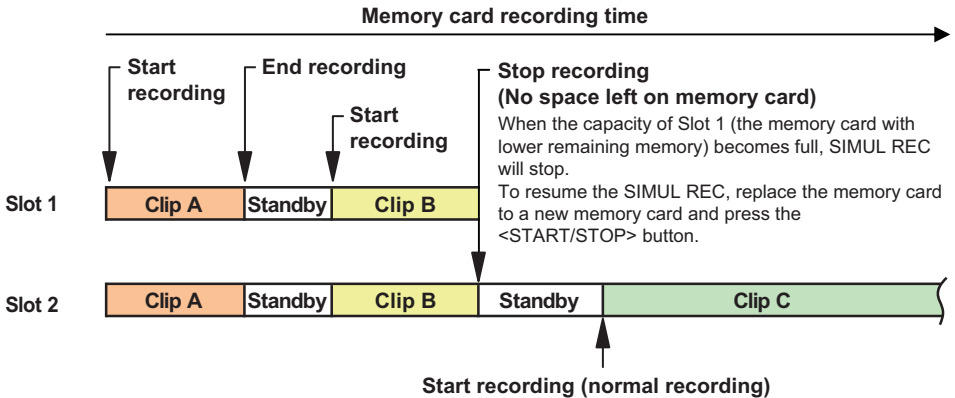 Memory card recording time
Start
recording
End recording
Start
recording
Stop recording
(No space left on memory card)
When the capacity of Slot 1 (the memory card with
lower remaining memory) becomes full, SIMUL REC
will stop.
To resume the SIMUL REC, replace the memory card
to a new memory card and press the
<START/STOP> button.
Slot 1
Clip A
Standby
Clip B
Slot 2
Clip A
Standby
Clip B
Standby
Clip C
Start recording (normal recording)